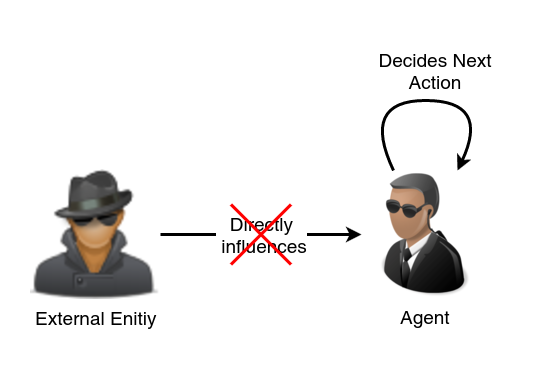 Decides Next
Action
Directly
influences
External Enitiy
Agent